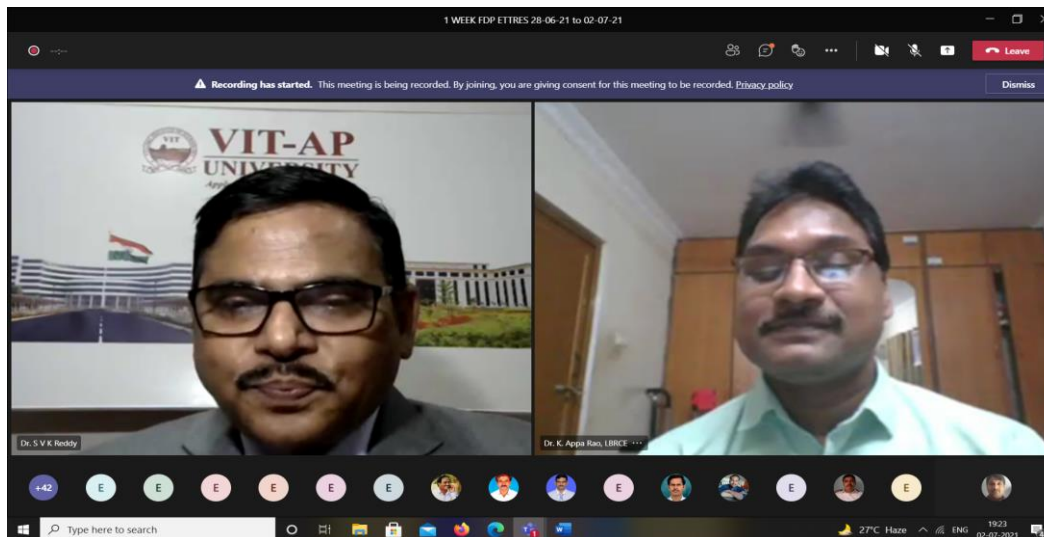 1 WEEK FDP ETTRES 28-06-21 to 02-07-21
--:--
Leave
Recording has started. This meeting is being recorded. By joining, you are giving consent for this meeting to be recorded. Privacy policy
Dismiss
VIT
VIT-AP
UNIVERSITY
Dr. S V K Reddy
Dr. K. Appa Rao, LBRCE ...
+42
E
E
E
E
E
E
E
E
E
Type here to search
27°C Haze
ENG
19:23
02-07-2021